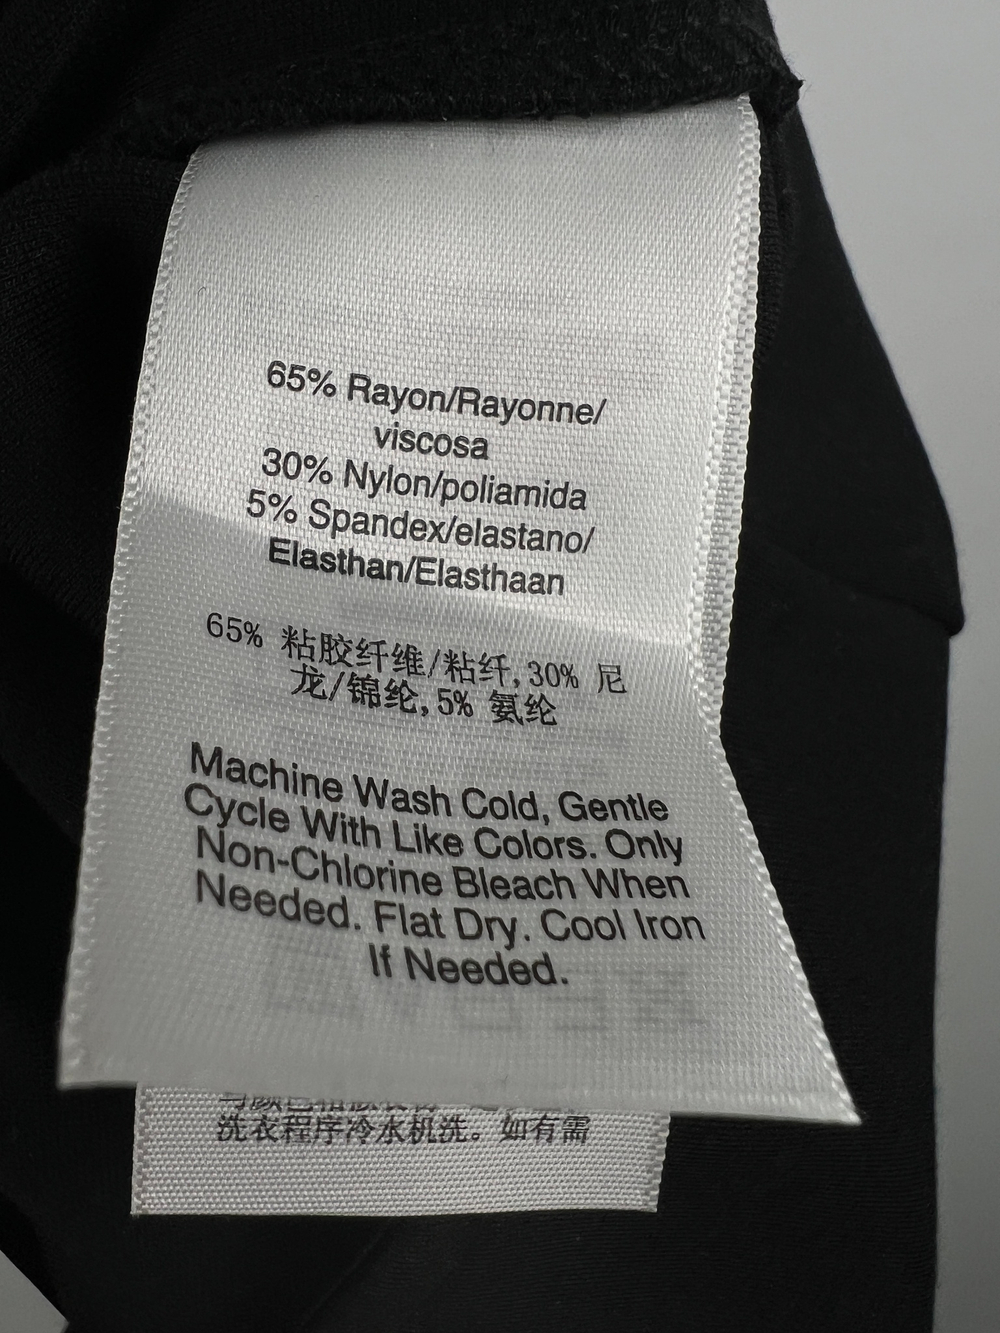 65% Rayon/Rayonne/
viscosa
30% Nylon/poliamida
5% Spandex/elastano/
Elasthan/Elasthaan
65% 粘胶纤维/粘纤,30% 尼
龙/锦纶,5% 氨纶
Machine Wash Cold, Gentle
Cycle With Like Colors. Only
Non-Chlorine Bleach When
Needed. Flat Dry. Cool Iron
If Needed.
洗衣程序冷水机洗。如有需